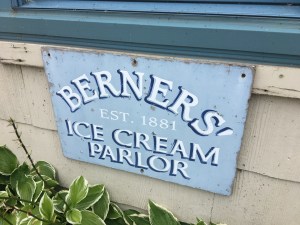 BERNERS'
EST. 1881
ICE CREAM
PARLOR